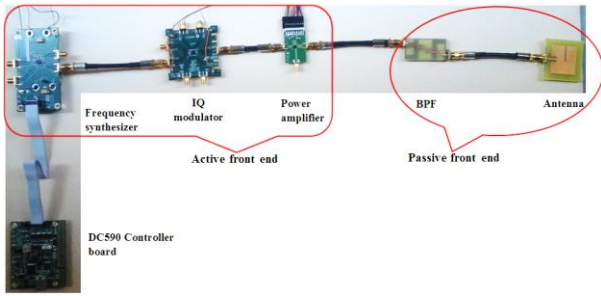 Frequency
synthesizer
IQ
modulator
Power
amplifier
BPF
Antenna
Active front end
Passive front end
DC590 Controller
board